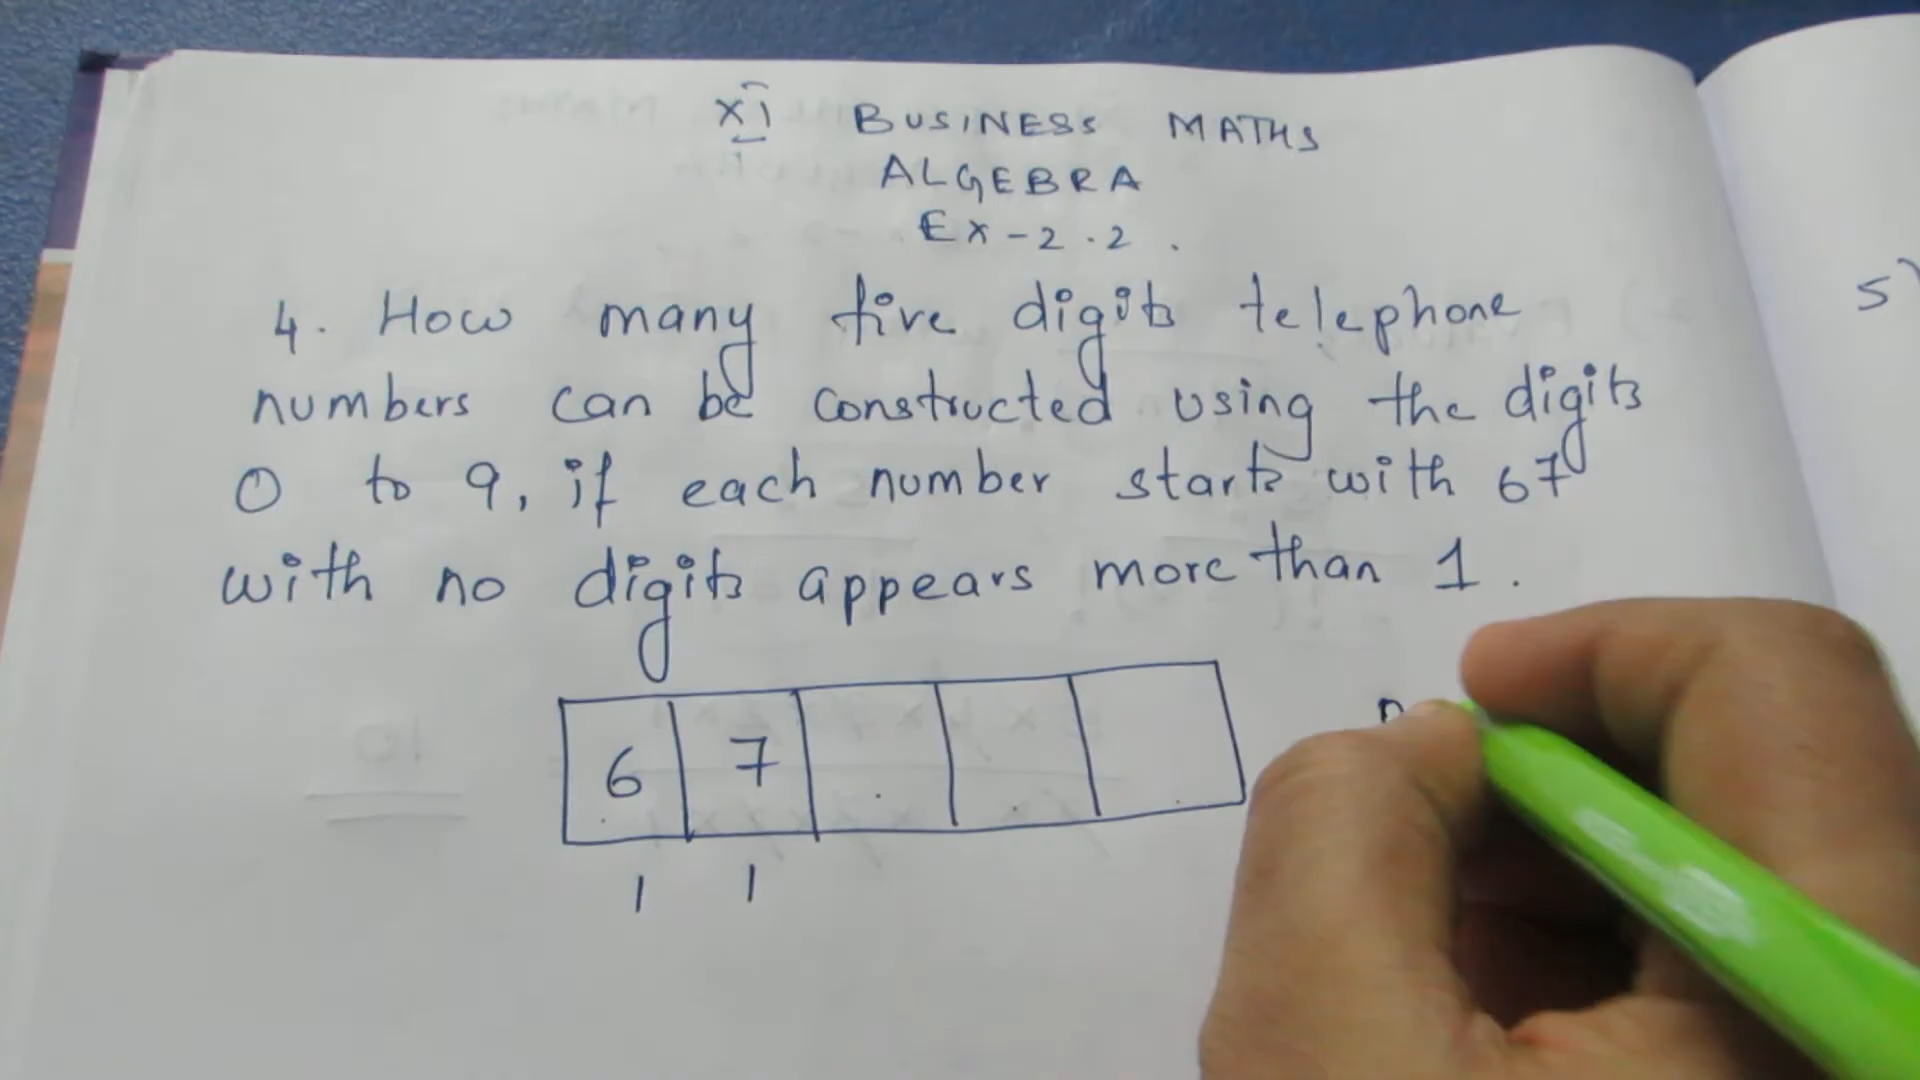 XI BUSINESS MATHS
ALGEBRA
Ex - 2.2.
4. How many five digits telephone
numbers can be constructed using the digits
0 to 9, if each number starts with 67
with no digits appears more than 1.
6 7
1 1
5)